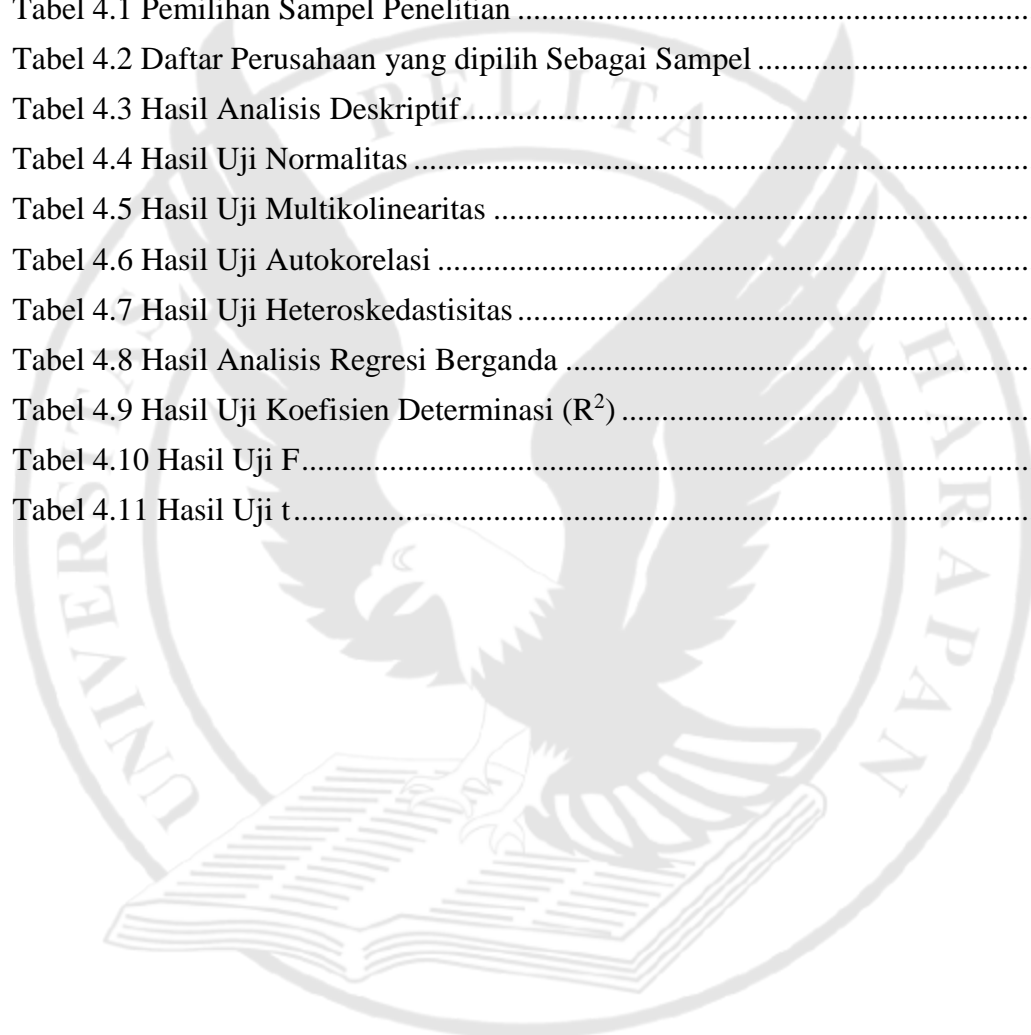 Tabel 4.1 Pemilihan Sampel Penelitian ................................................................
Tabel 4.2 Daftar Perusahaan yang dipilih Sebagai Sampel ..................................
Tabel 4.3 Hasil Analisis Deskriptif.......................................................................
Tabel 4.4 Hasil Uji Normalitas .............................................................................
Tabel 4.5 Hasil Uji Multikolinearitas ...................................................................
Tabel 4.6 Hasil Uji Autokorelasi ..........................................................................
Tabel 4.7 Hasil Uji Heteroskedastisitas ................................................................
Tabel 4.8 Hasil Analisis Regresi Berganda ..........................................................
Tabel 4.9 Hasil Uji Koefisien Determinasi (R²) ...................................................
Tabel 4.10 Hasil Uji F...........................................................................................
Tabel 4.11 Hasil Uji t............................................................................................
UNIVERSITAS PELITA HARAPAN